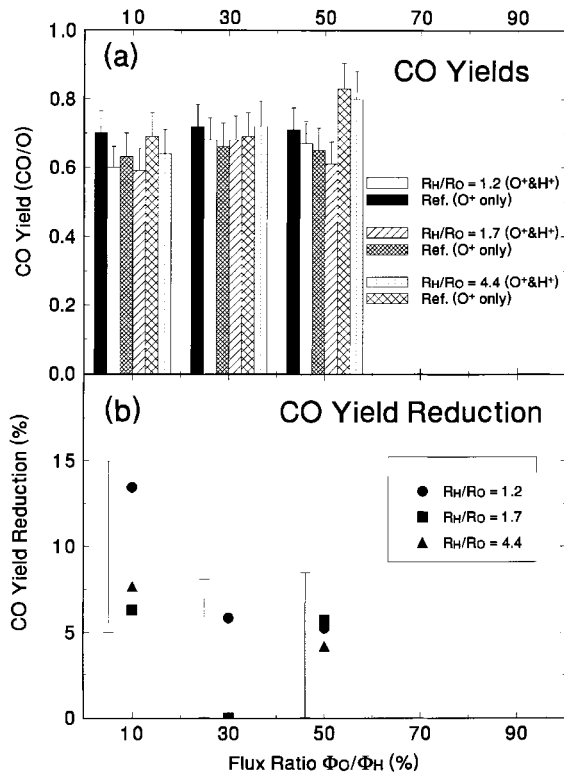 10 30 50 70 90
(a)
CO Yields
1.0
0.8
0.6
0.4
0.2
0.0
CO Yield (CO/O)
RH/RO = 1.2 (O+&H+)
Ref. (O+ only)
RH/RO = 1.7 (O+&H+)
Ref. (O+ only)
RH/RO = 4.4 (O+&H+)
Ref. (O+ only)
(b)
CO Yield Reduction
15
10
5
0
CO Yield Reduction (%)
RH/RO = 1.2
RH/RO = 1.7
RH/RO = 4.4
10 30 50 70 90
Flux Ratio ΦO/ΦH (%)